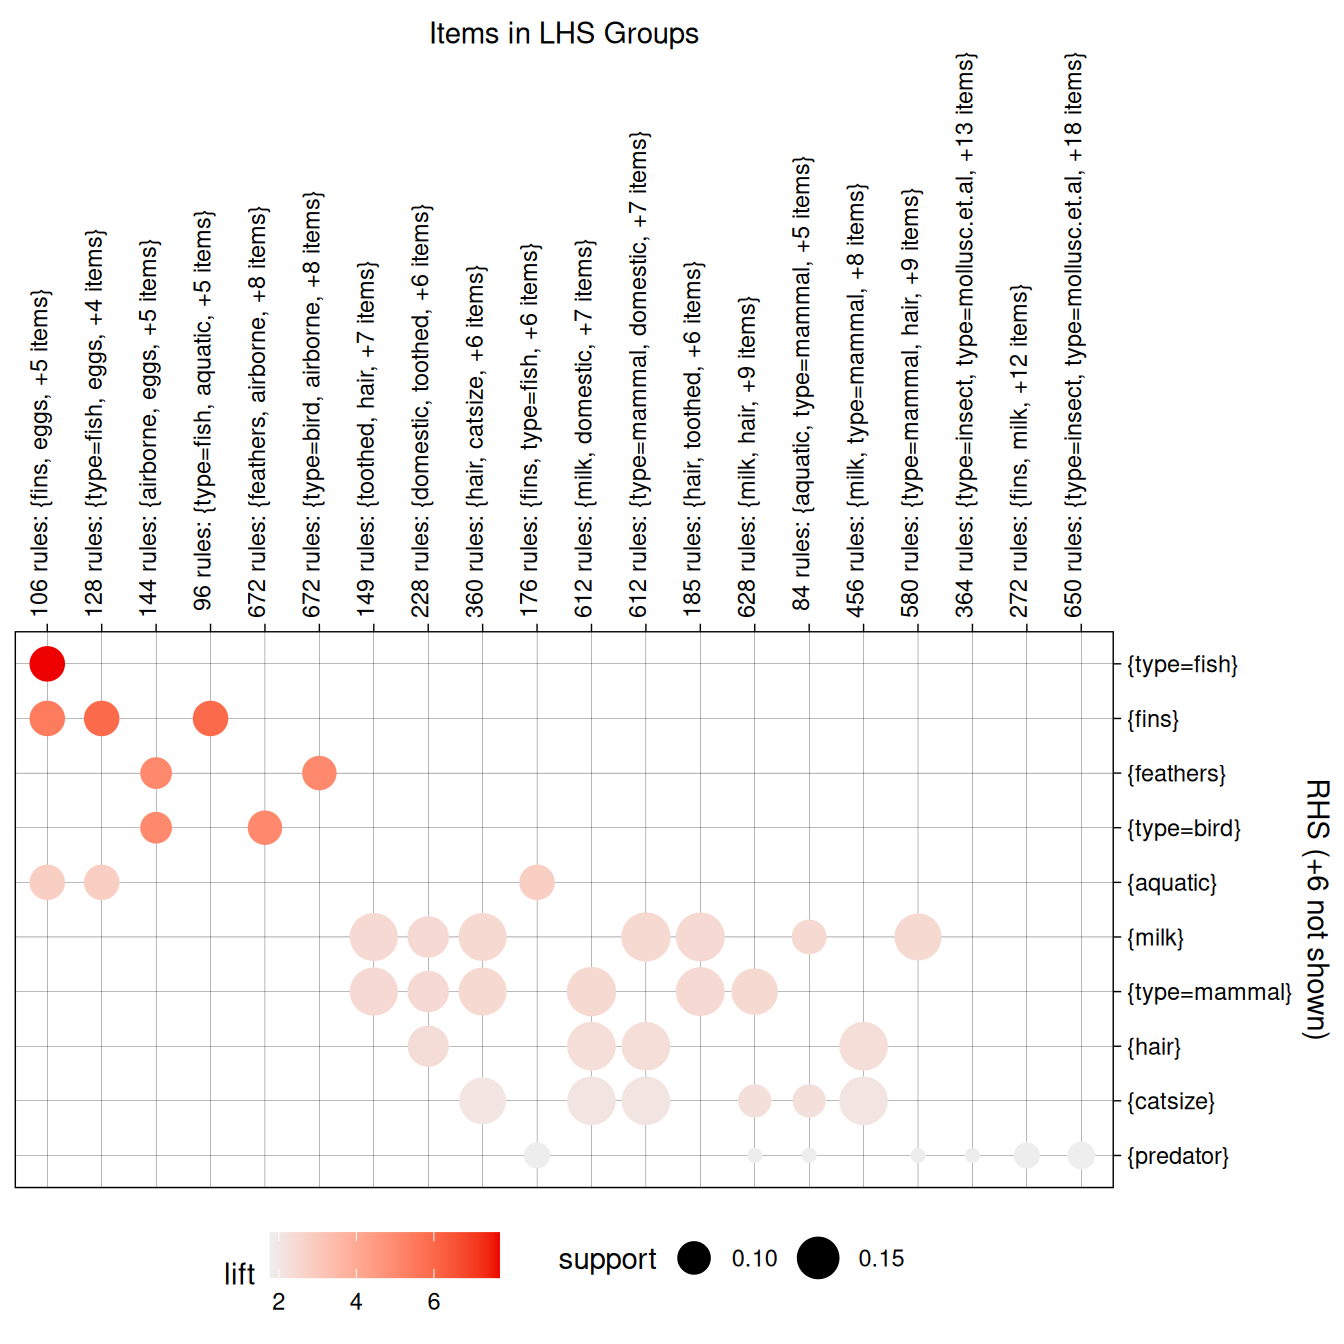 Items in LHS Groups
106 rules: {fins, eggs, +5 items}
128 rules: {type=fish, eggs, +4 items}
144 rules: {airborne, eggs, +5 items}
96 rules: {type=fish, aquatic, +5 items}
672 rules: {feathers, airborne, +8 items}
672 rules: {type=bird, airborne, +8 items}
149 rules: {toothed, hair, +7 items}
228 rules: {domestic, toothed, +6 items}
360 rules: {hair, catsize, +6 items}
176 rules: {fins, type=fish, +6 items}
612 rules: {milk, domestic, +7 items}
612 rules: {type=mammal, domestic, +7 items}
185 rules: {hair, toothed, +6 items}
628 rules: {milk, hair, +9 items}
84 rules: {aquatic, type=mammal, +5 items}
456 rules: {milk, type=mammal, +8 items}
580 rules: {type=mammal, hair, +9 items}
364 rules: {type=insect, type=mollusc.et.al, +13 items}
272 rules: {fins, milk, +12 items}
650 rules: {type=insect, type=mollusc.et.al, +18 items}
{type=fish}
{fins}
{feathers}
{type=bird}
{aquatic}
{milk}
{type=mammal}
{hair}
{catsize}
{predator}
RHS (+6 not shown)
lift
2 4 6
support
0.10 0.15